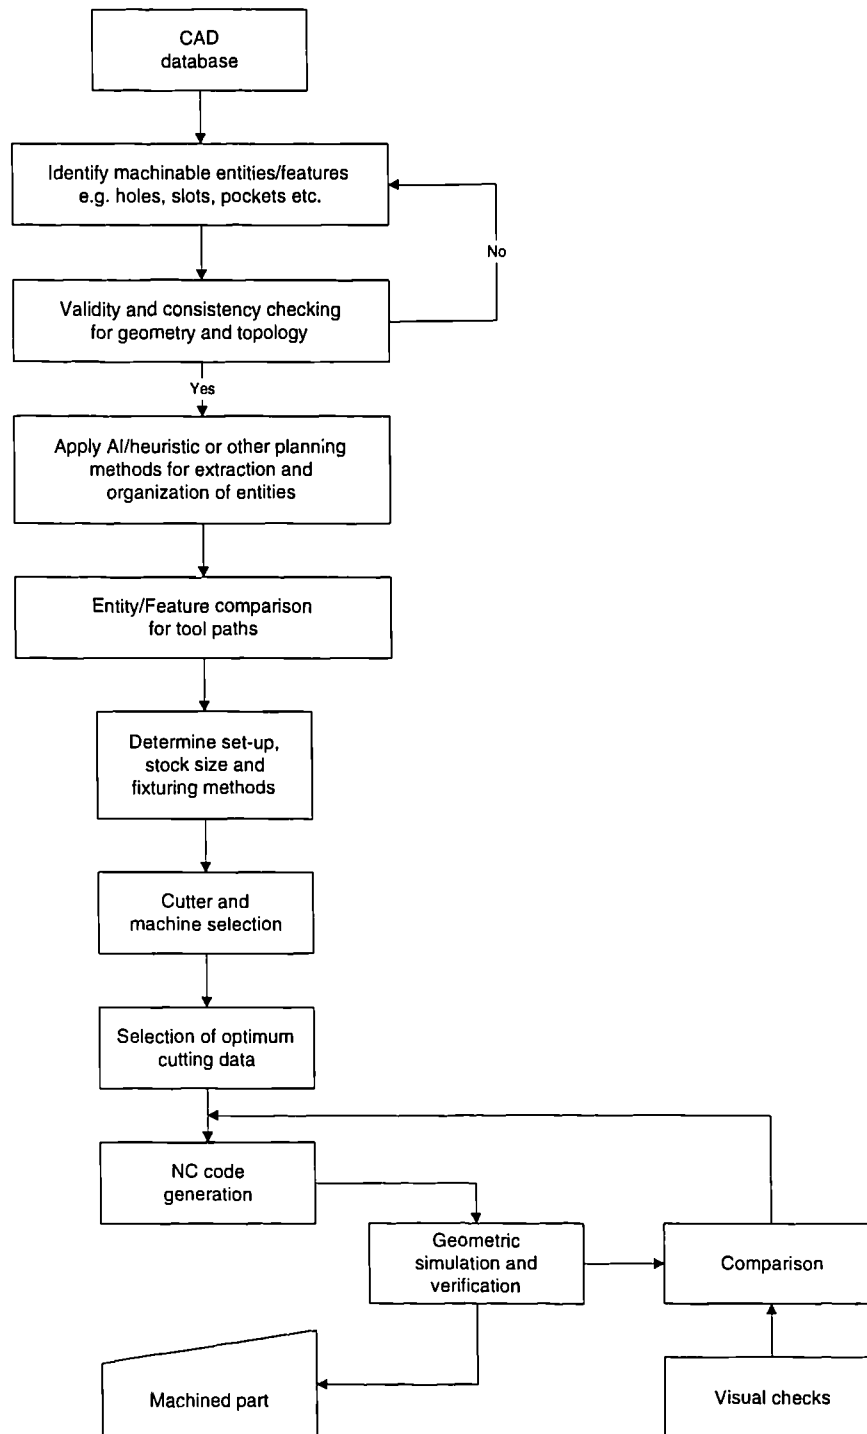 CAD
database
Identify machinable entities/features
e.g. holes, slots, pockets etc.
No
Validity and consistency checking
for geometry and topology
Yes
Apply AI/heuristic or other planning
methods for extraction and
organization of entities
Entity/Feature comparison
for tool paths
Determine set-up,
stock size and
fixturing methods
Cutter and
machine selection
Selection of optimum
cutting data
NC code
generation
Geometric
simulation and
verification
Comparison
Machined part
Visual checks